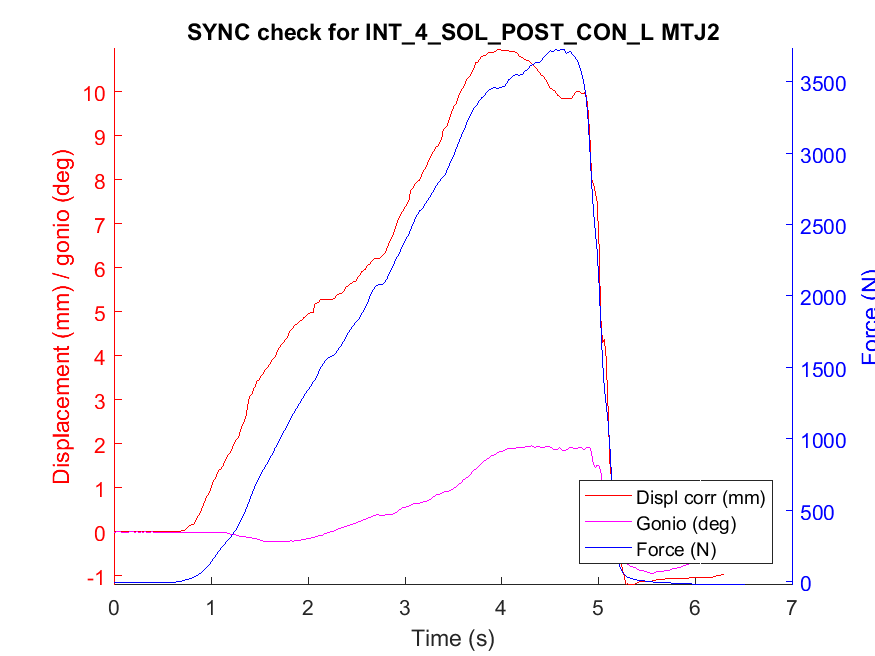 SYNC check for INT_4_SOL_POST_CON_L MTJ2
Displacement (mm) / gonio (deg)
10
9
8
7
6
5
4
3
2
1
0
-1
3500
3000
2500
2000
1500
1000
500
0
Force (N)
Displ corr (mm)
Gonio (deg)
Force (N)
0 1 2 3 4 5 6 7
Time (s)